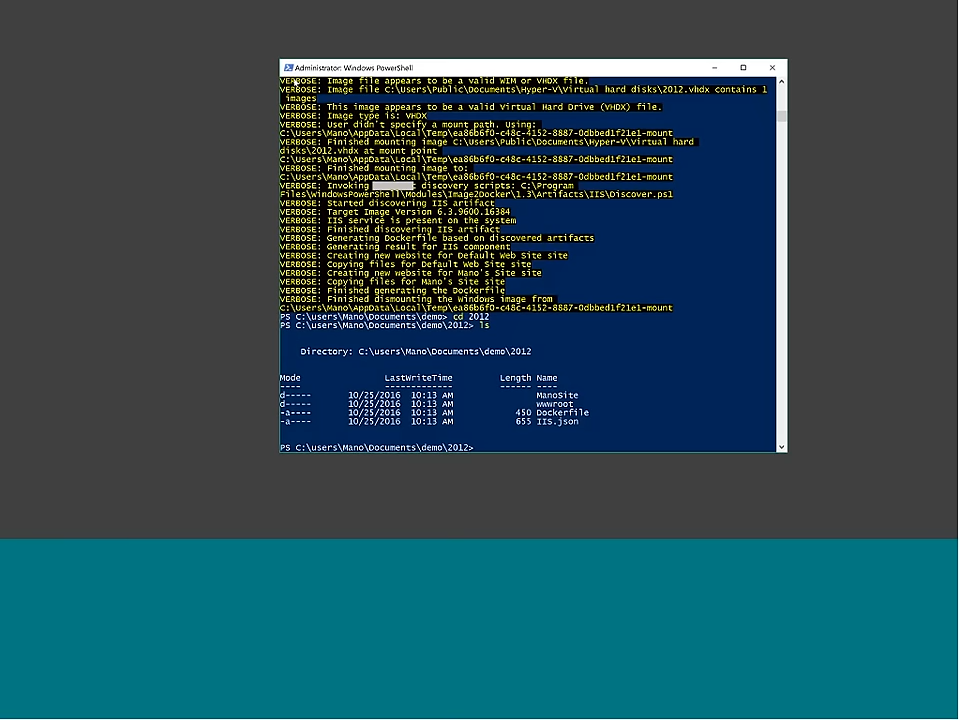 Administrator: Windows PowerShell
VERBOSE: Image file appears to be a valid WIM or VHDX file.
VERBOSE: Image file C:\Users\Public\Documents\Hyper-V\Virtual hard disks\2012.vhdx contains 1
images
VERBOSE: This image appears to be a valid Virtual Hard Drive (VHDX) file.
VERBOSE: Image type is: VHDX
VERBOSE: User didn't specify a mount path. Using:
C:\Users\Mano\AppData\Local\Temp\ea86b6f0-c48c-4152-8887-0dbbed1f21e1-mount
VERBOSE: Finished mounting image C:\Users\Public\Documents\Hyper-V\Virtual hard
disks\2012.vhdx at mount point
C:\Users\Mano\AppData\Local\Temp\ea86b6f0-c48c-4152-8887-0dbbed1f21e1-mount
VERBOSE: Finished mounting image to:
C:\Users\Mano\AppData\Local\Temp\ea86b6f0-c48c-4152-8887-0dbbed1f21e1-mount
VERBOSE: Invoking : discovery scripts: C:\Program
Files\WindowsPowerShell\Modules\Image2Docker\1.3\Artifacts\IIS\Discover.ps1
VERBOSE: Started discovering IIS artifact
VERBOSE: Target Image Version 6.3.9600.16384
VERBOSE: IIS service is present on the system
VERBOSE: Finished discovering IIS artifact
VERBOSE: Generating Dockerfile based on discovered artifacts
VERBOSE: Generating result for IIS component
VERBOSE: Creating new website for Default Web Site site
VERBOSE: Copying files for Default Web Site site
VERBOSE: Creating new website for Mano's Site site
VERBOSE: Copying files for Mano's Site site
VERBOSE: Finished generating the Dockerfile
VERBOSE: Finished dismounting the Windows image from
C:\Users\Mano\AppData\Local\Temp\ea86b6f0-c48c-4152-8887-0dbbed1f21e1-mount
PS C:\users\Mano\Documents\demo> cd 2012
PS C:\users\Mano\Documents\demo\2012> ls
Directory: C:\users\Mano\Documents\demo\2012
Mode LastWriteTime Length Name
---- ------------- ------ ----
d----- 10/25/2016 10:13 AM ManoSite
d----- 10/25/2016 10:13 AM wwwroot
-a---- 10/25/2016 10:13 AM 450 Dockerfile
-a---- 10/25/2016 10:13 AM 655 IIS.json
PS C:\users\Mano\Documents\demo\2012>